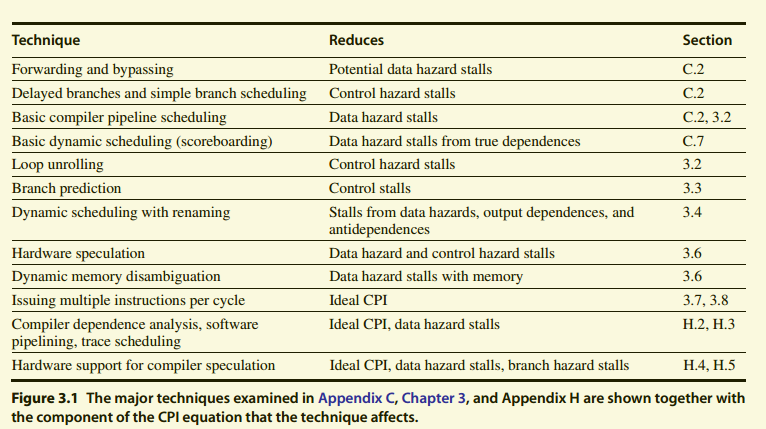 Technique Reduces Section
Forwarding and bypassing Potential data hazard stalls C.2
Delayed branches and simple branch scheduling Control hazard stalls C.2
Basic compiler pipeline scheduling Data hazard stalls C.2, 3.2
Basic dynamic scheduling (scoreboarding) Data hazard stalls from true dependences C.7
Loop unrolling Control hazard stalls 3.2
Branch prediction Control stalls 3.3
Dynamic scheduling with renaming Stalls from data hazards, output dependences, and 3.4
antidependences
Hardware speculation Data hazard and control hazard stalls 3.6
Dynamic memory disambiguation Data hazard stalls with memory 3.6
Issuing multiple instructions per cycle Ideal CPI 3.7, 3.8
Compiler dependence analysis, software Ideal CPI, data hazard stalls H.2, H.3
pipelining, trace scheduling
Hardware support for compiler speculation Ideal CPI, data hazard stalls, branch hazard stalls H.4, H.5
Figure 3.1 The major techniques examined in Appendix C, Chapter 3, and Appendix H are shown together with
the component of the CPI equation that the technique affects.